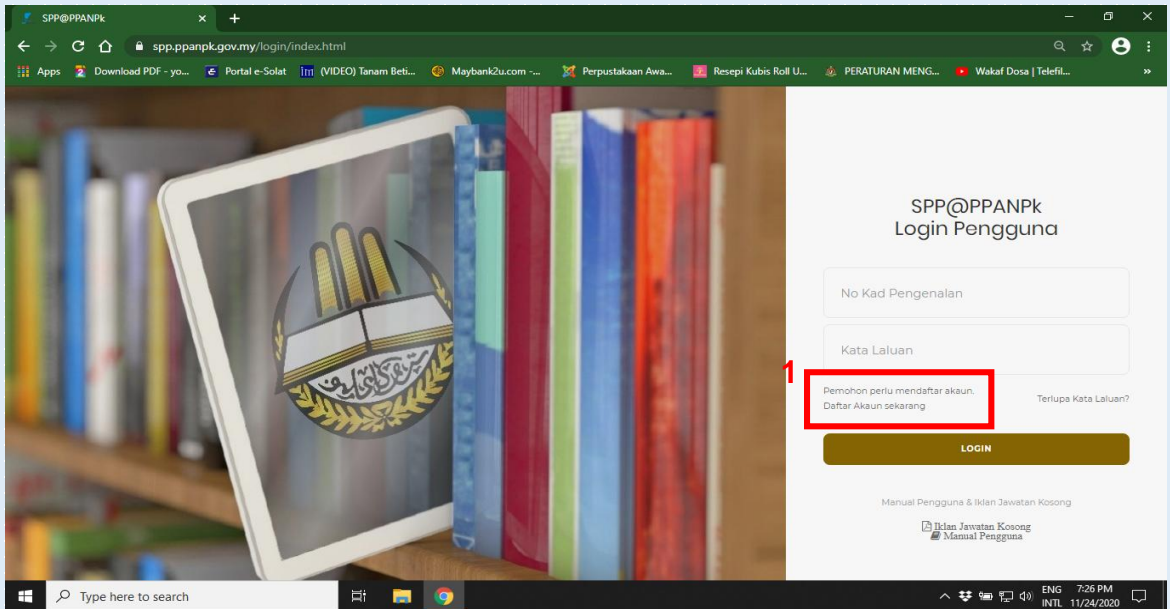 SPP@PPANPk
spp.ppanpk.gov.my/login/index.html
Apps Download PDF - yo... Portal e-Solat (VIDEO) Tanam Beti... Maybank2u.com -... Perpustakaan Awa... Resepi Kubis Roll U... PERATURAN MENG... Wakaf Dosa | Telefil... »
SPP@PPANPk
Login Pengguna
No Kad Pengenalan
Kata Laluan
1
Pemohon perlu mendaftar akaun,
Daftar Akaun sekarang
Terlupa Kata Laluan?
LOGIN
Manual Pengguna & Iklan Jawatan Kosong
Iklan Jawatan Kosong
Manual Pengguna
Type here to search
ENG 7:26 PM
INTL 11/24/2020